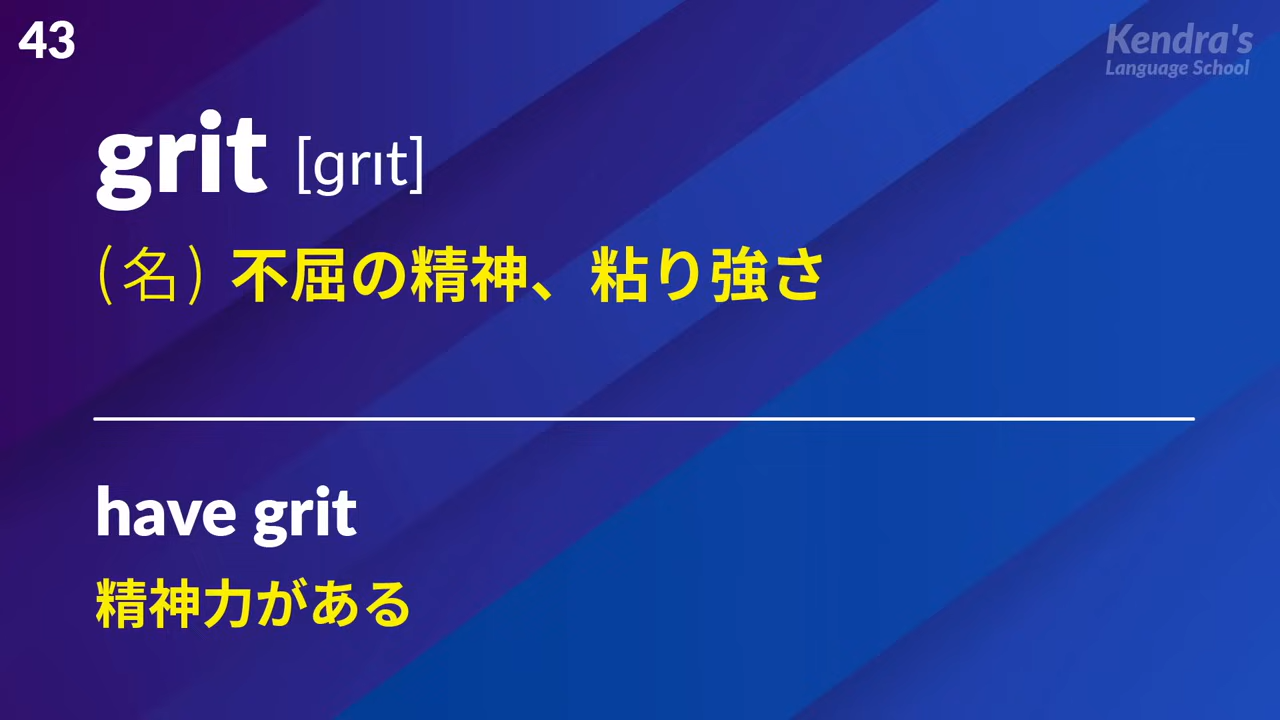 43
Kendra's
Language School
grit [grɪt]
(名) 不屈の精神、粘り強さ
have grit
精神力がある